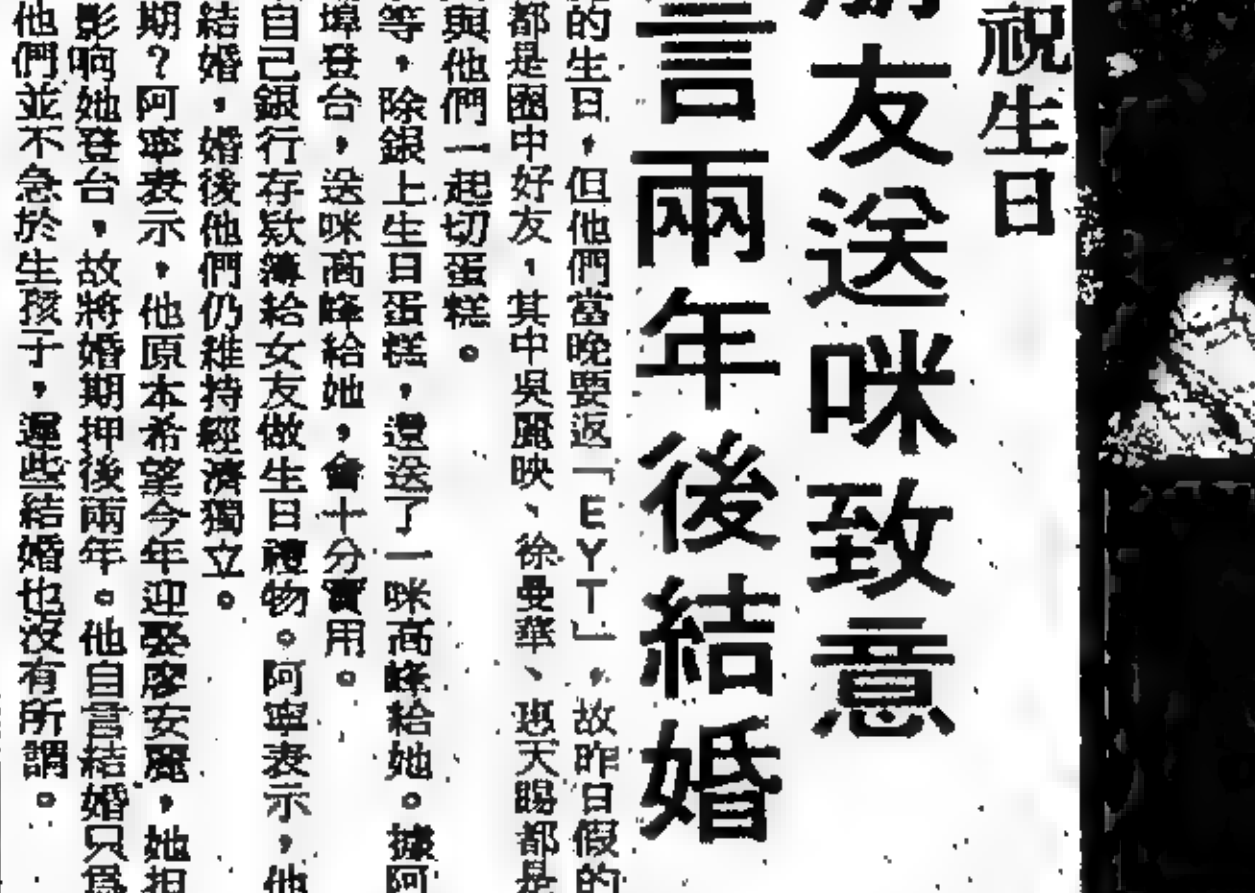 祝生日
朋友送咪致意
言兩年後結婚
的生日，但他們當晚要返「EYT」，故昨日假的
都是圈中好友，其中吳麗映、徐曼華、惠天賜都是
與他們一起切蛋糕。
等，除銀上生日蛋糕，還送了一咪高峰給她。據阿
埠登台，送咪高峰給她，會十分實用。
自己銀行存欵簿給女友做生日禮物。阿寧表示，他
結婚，婚後他們仍維持經濟獨立。
期？阿寧表示，他原本希望今年迎娶廖安麗，她担
影响她登台，故將婚期押後兩年。他自言結婚只爲
他們並不急於生孩子，遲些結婚也沒有所謂。